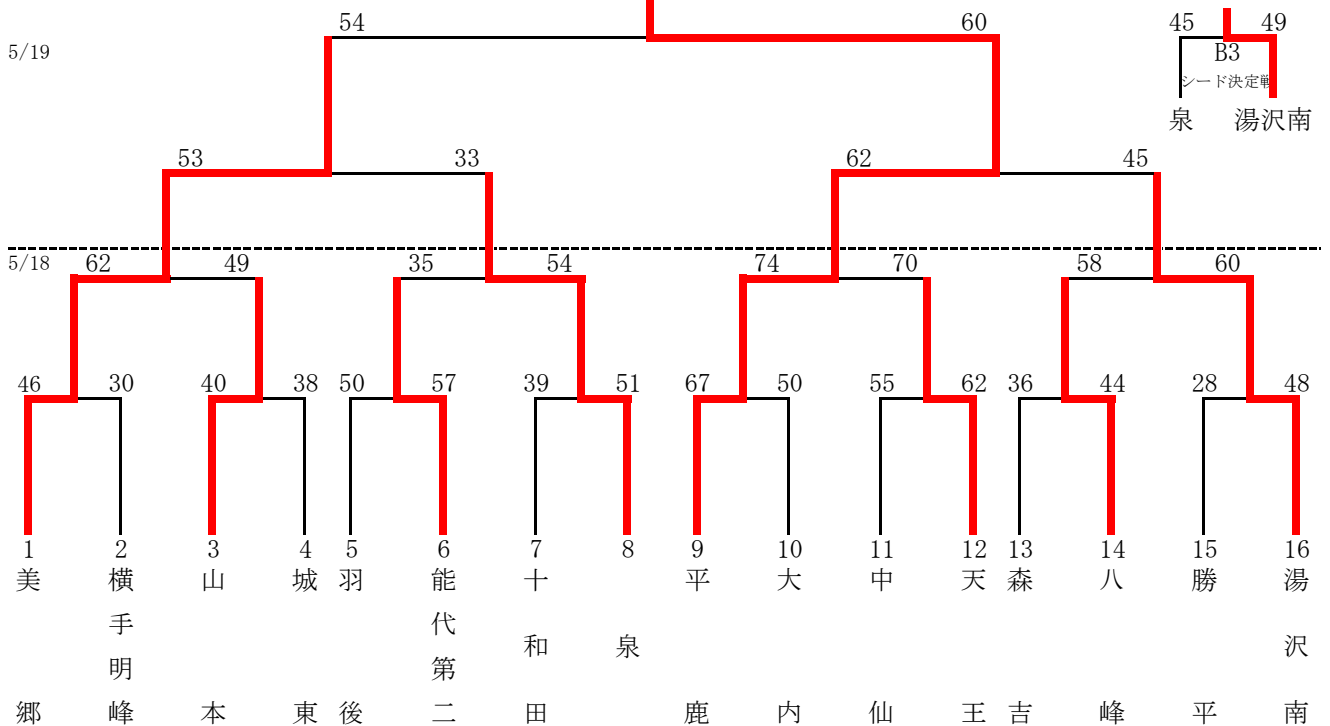 54 60 45 49
5/19
B3
シード決定戦
泉 湯沢南
53 33 62 45
5/18
62 49 35 54 74 70 58 60
46 30 40 38 50 57 39 51 67 50 55 62 36 44 28 48
1 2 3 4 5 6 7 8 9 10 11 12 13 14 15 16
美郷
横手明峰
山本
城東
羽後
能代第二
十和田
泉
平鹿
大内
中仙
天王
森吉
八峰
勝平
湯沢南